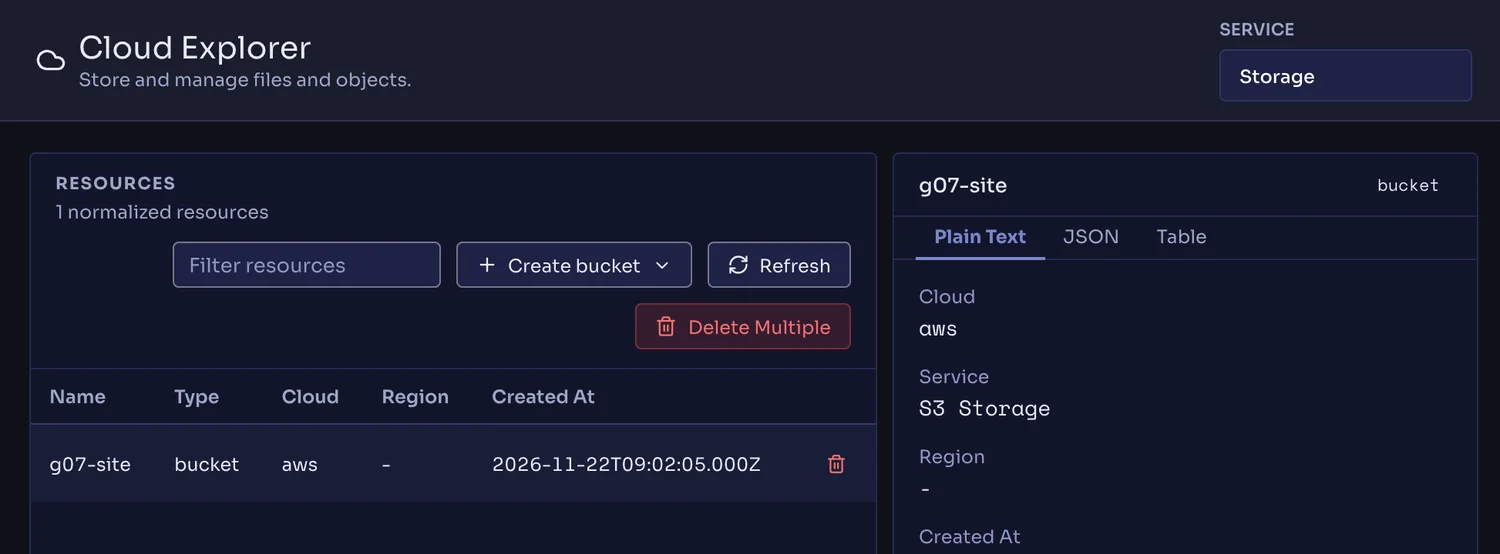 Cloud Explorer
Store and manage files and objects.
SERVICE
Storage
RESOURCES
1 normalized resources
Filter resources
Create bucket
Refresh
Delete Multiple
Name Type Cloud Region Created At
g07-site bucket aws - 2026-11-22T09:02:05.000Z
g07-site bucket
Plain Text JSON Table
Cloud
aws
Service
S3 Storage
Region
-
Created At